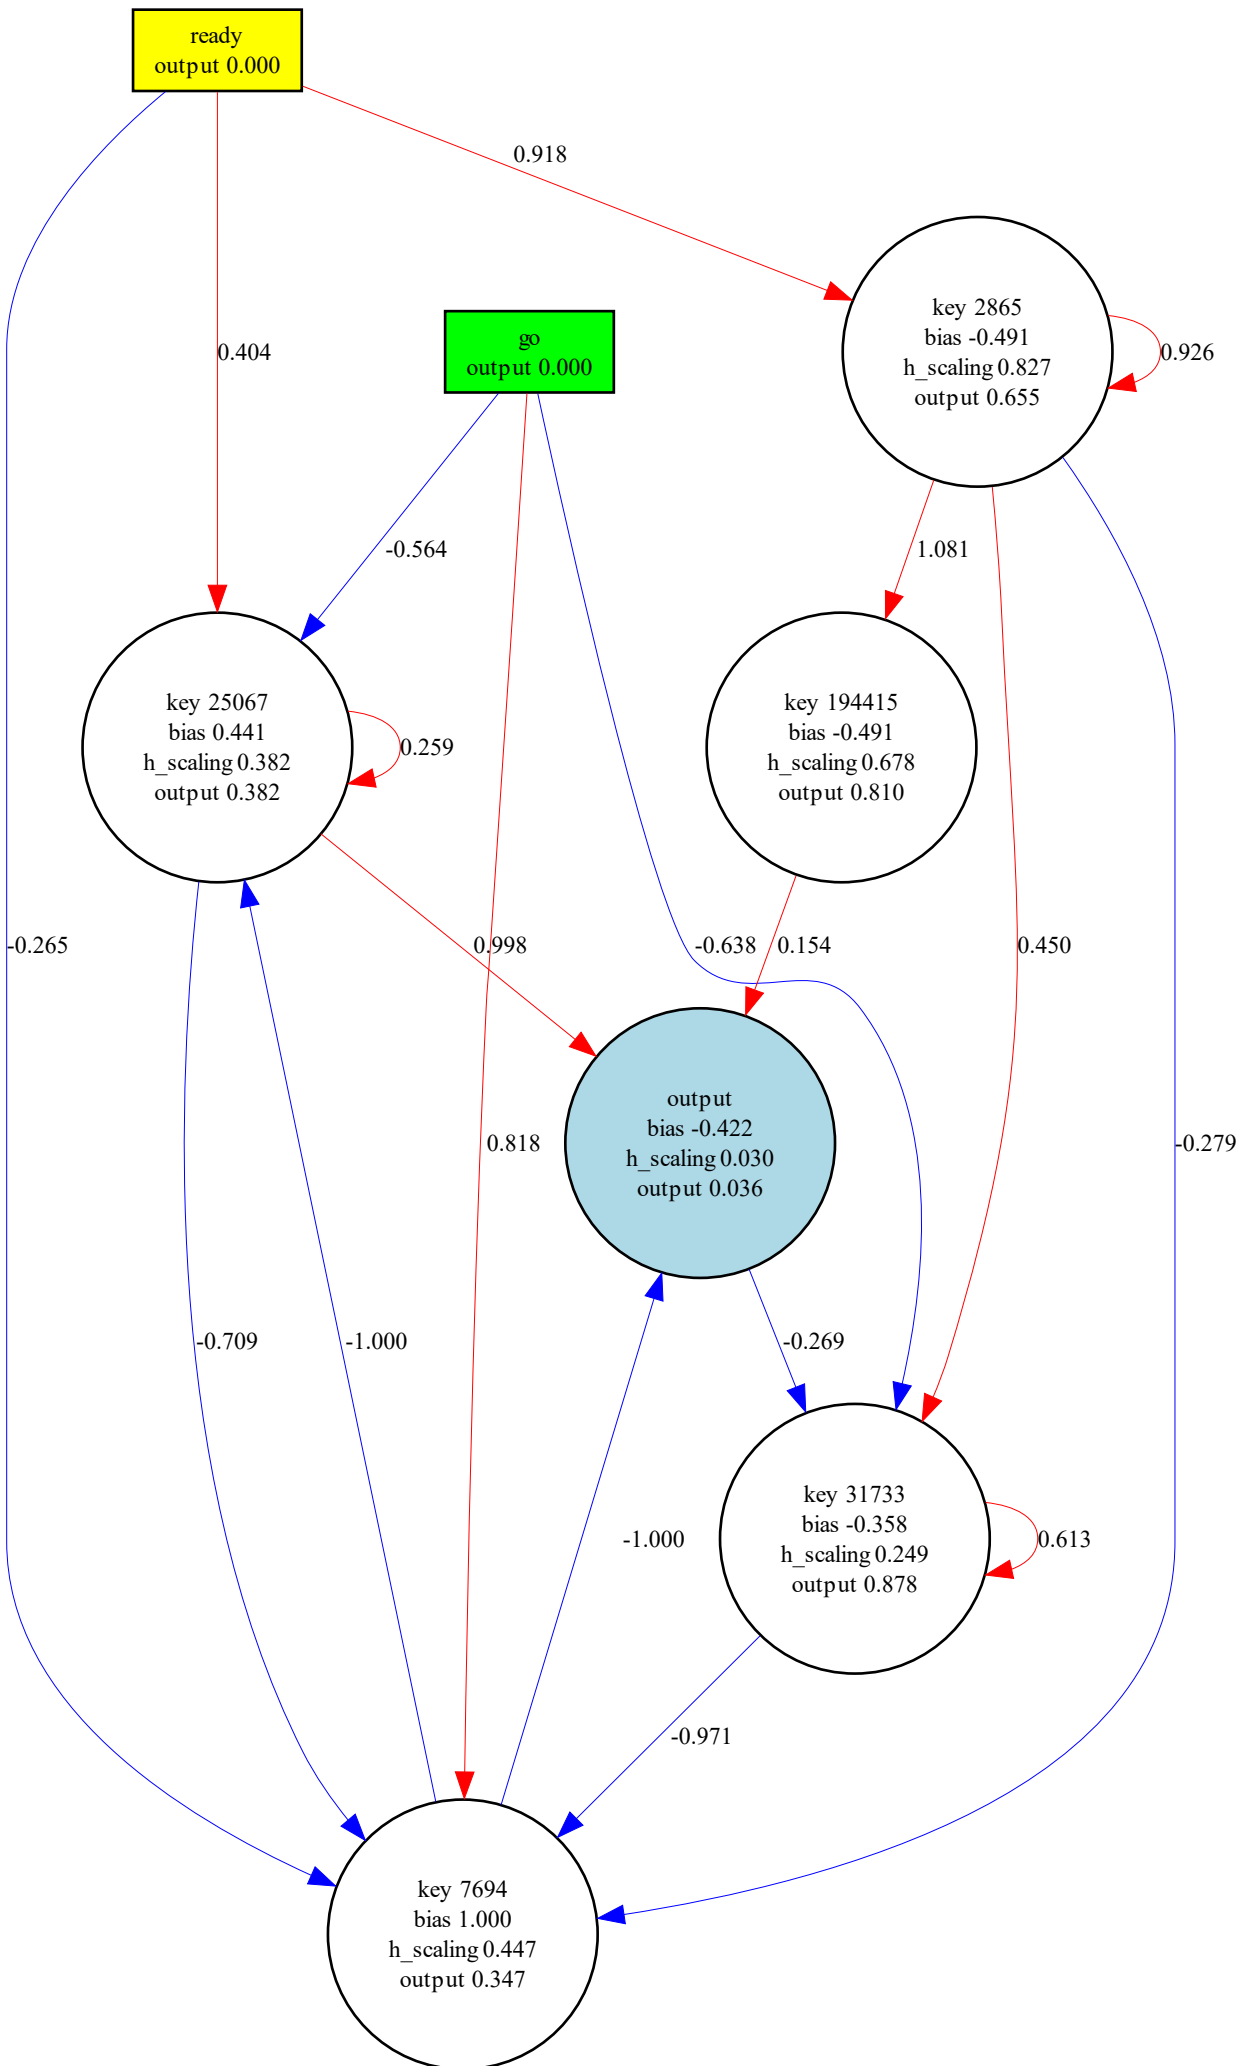 ready
output 0.000
0.918
key 2865
bias -0.491
h_scaling 0.827
output 0.655
0.926
go
output 0.000
0.404
-0.564
1.081
key 25067
bias 0.441
h_scaling 0.382
output 0.382
0.259
key 194415
bias -0.491
h_scaling 0.678
output 0.810
-0.265
0.998
-0.638
0.154
0.450
output
bias -0.422
h_scaling 0.030
output 0.036
0.818
-0.279
-0.709
-1.000
-0.269
key 31733
bias -0.358
h_scaling 0.249
output 0.878
-1.000
0.613
-0.971
key 7694
bias 1.000
h_scaling 0.447
output 0.347